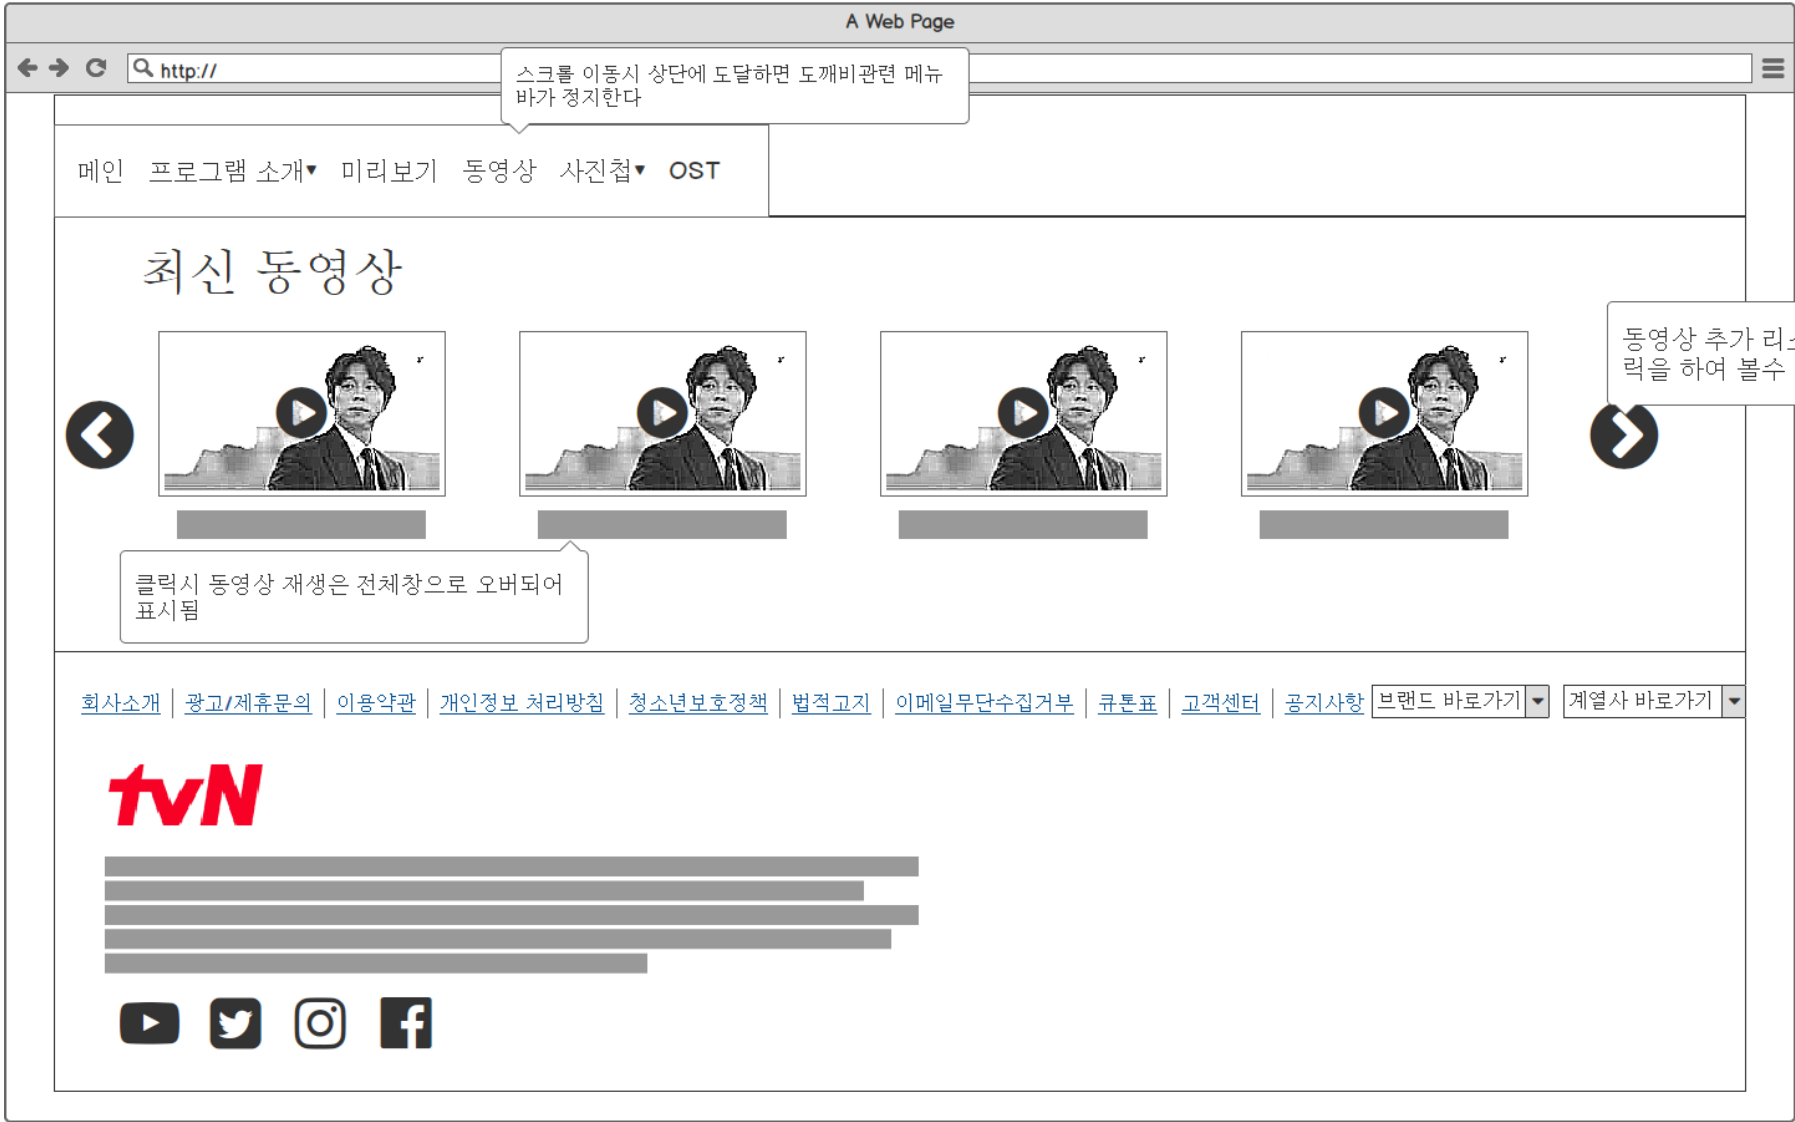 A Web Page
http://
스크롤 이동시 상단에 도달하면 도깨비관련 메뉴
바가 정지한다
메인 프로그램 소개▾ 미리보기 동영상 사진첩▾ OST
최신 동영상
동영상 추가 리
력을 하여 볼수
클릭시 동영상 재생은 전체창으로 오버되어
표시됨
회사소개 | 광고/제휴문의 | 이용약관 | 개인정보 처리방침 | 청소년보호정책 | 법적고지 | 이메일무단수집거부 | 큐톤표 | 고객센터 | 공지사항 브랜드 바로가기 계열사 바로가기
tvN